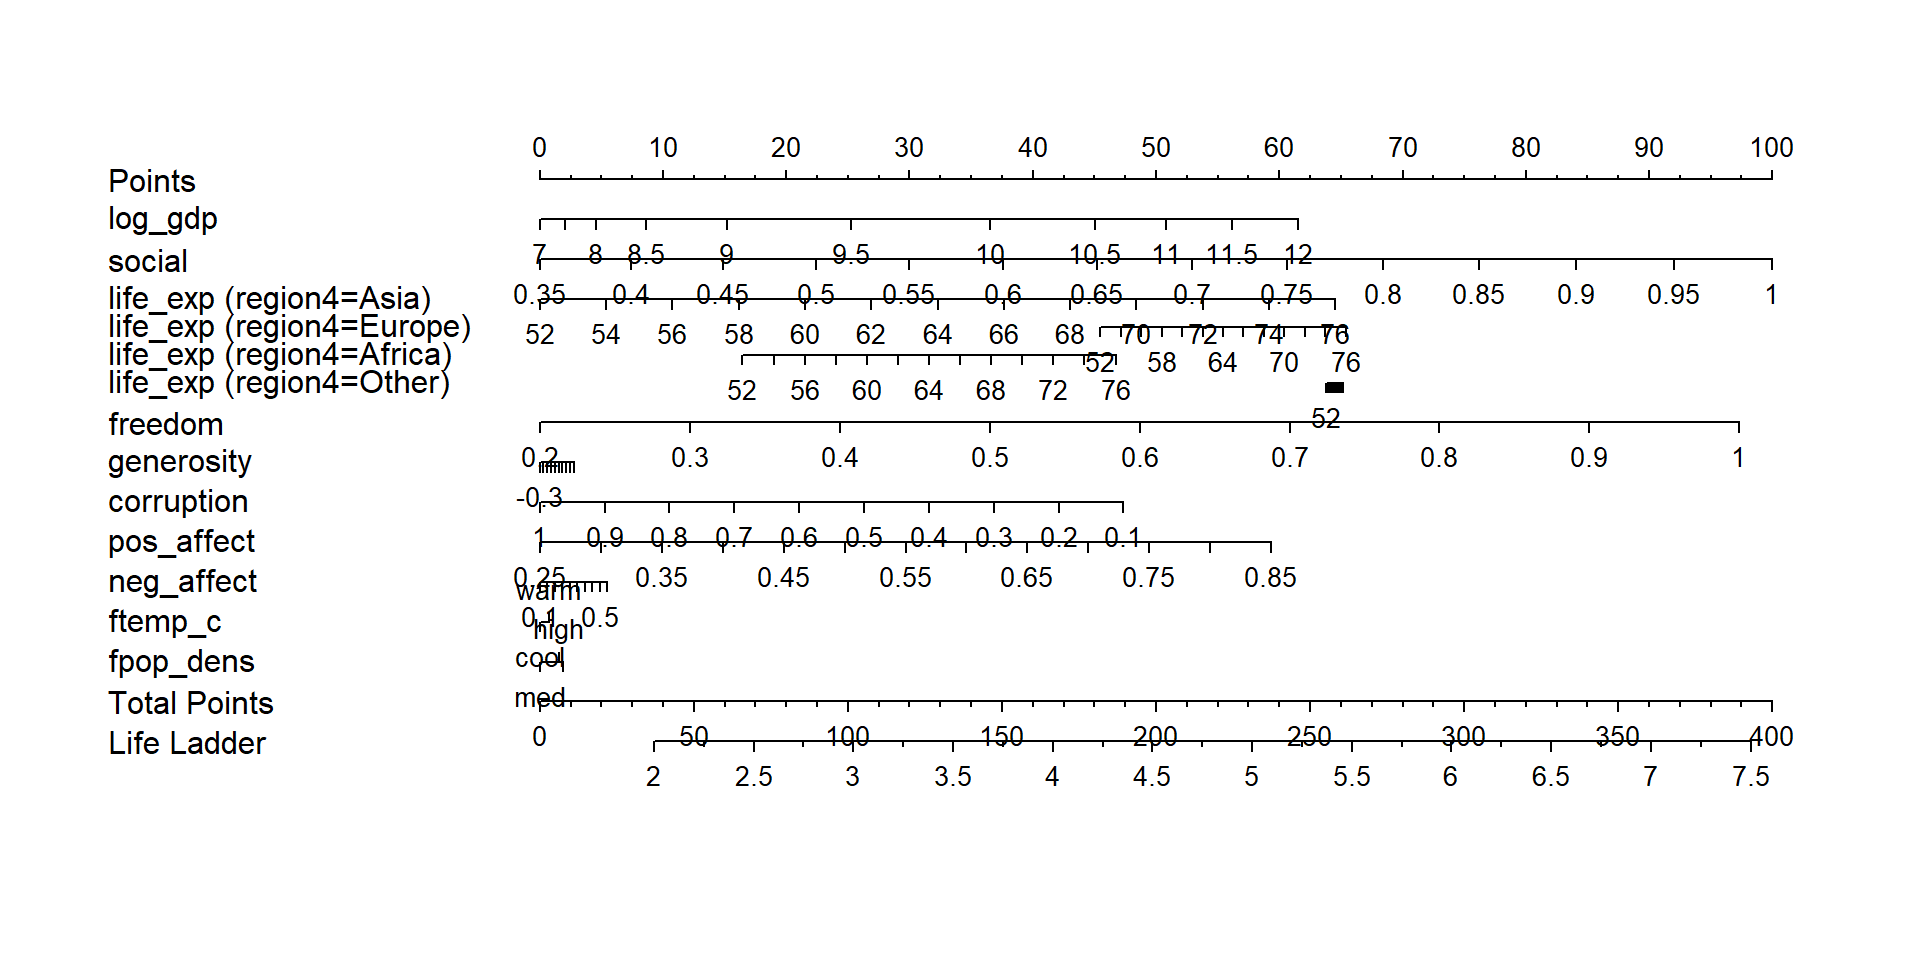 0 10 20 30 40 50 60 70 80 90 100
Points
log_gdp
7 8 8.5 9 9.5 10 10.5 11 11.5 12
social
0.35 0.4 0.45 0.5 0.55 0.6 0.65 0.7 0.75 0.8 0.85 0.9 0.95 1
life_exp (region4=Asia)
52 54 56 58 60 62 64 66 68 70 72 74 76
life_exp (region4=Europe)
52 58 64 70 76
life_exp (region4=Africa)
52 56 60 64 68 72 76
life_exp (region4=Other)
52
freedom
0.2 0.3 0.4 0.5 0.6 0.7 0.8 0.9 1
generosity
-0.3
corruption
1 0.9 0.8 0.7 0.6 0.5 0.4 0.3 0.2 0.1
pos_affect
0.25 0.35 0.45 0.55 0.65 0.75 0.85
neg_affect
0.1 0.5
ftemp_c
warm
cool
fpop_dens
high
med
Total Points
0 50 100 150 200 250 300 350 400
Life Ladder
2 2.5 3 3.5 4 4.5 5 5.5 6 6.5 7 7.5